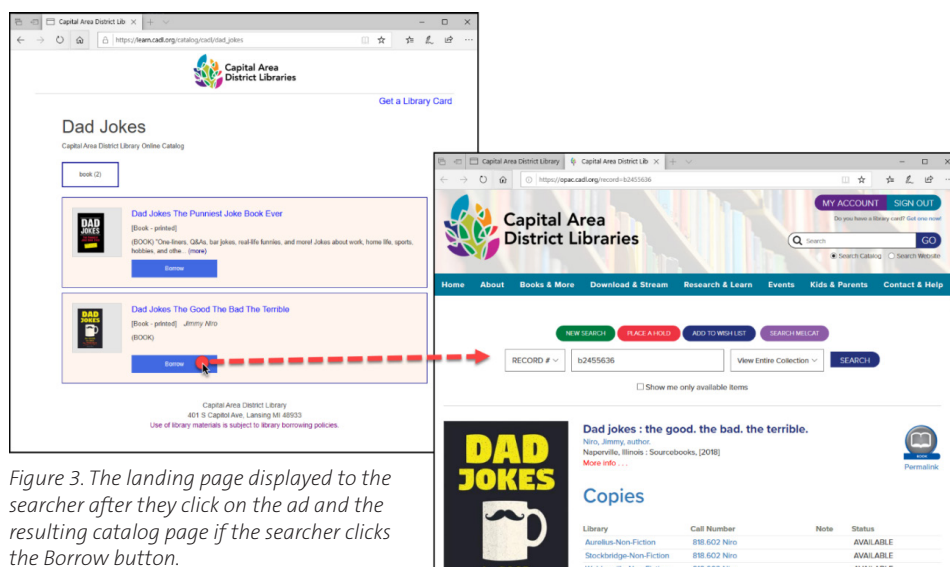 Capital Area District Lib
https://learn.cadl.org/catalog/cadl/dad_jokes
Capital Area
District Libraries
Get a Library Card
Dad Jokes
Capital Area District Library Online Catalog
book (2)
DAD
JOKES
Dad Jokes The Punniest Joke Book Ever
[Book - printed]
(BOOK) "One-liners. Q&As, bar jokes, real-life funnies, and more! Jokes about work, home life, sports,
hobbies, and othe... (more)
Borrow
DAD
JOKES
Dad Jokes The Good The Bad The Terrible
[Book - printed] Jimmy Niro
(BOOK)
Borrow
Capital Area District Library
401 S Capitol Ave, Lansing MI 48933
Use of library materials is subject to library borrowing policies.
Figure 3. The landing page displayed to the
searcher after they click on the ad and the
resulting catalog page if the searcher clicks
the Borrow button.
Capital Area District Library
Capital Area District Lib
https://opac.cadl.org/record=b2455636
Capital Area
District Libraries
MY ACCOUNT
SIGN OUT
Do you have a library card? Get one now!
Search
GO
Search Catalog
Search Website
Home About Books & More Download & Stream Research & Learn Events Kids & Parents Contact & Help
NEW SEARCH PLACE A HOLD ADD TO WISH LIST SEARCH MELCAT
RECORD # b2455636 View Entire Collection SEARCH
Show me only available items
DAD
JOKES
Dad jokes : the good. the bad. the terrible.
Niro, Jimmy, author.
Naperville, Illinois : Sourcebooks, [2018]
More info . . .
BOOK
Permalink
Copies
Library Call Number Note Status
Aurelius-Non-Fiction 818.602 Niro AVAILABLE
Stockbridge-Non-Fiction 818.602 Niro AVAILABLE